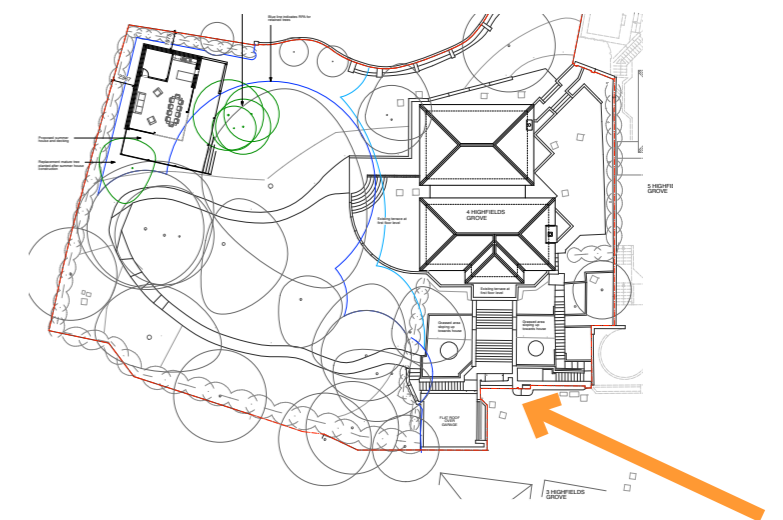 Blue line indicates RPA for
retained trees
Proposed summer
house and decking
Replacement mature tree
planted after summer house
construction
Existing terrace at
first floor level
4 HIGHFIELDS
GROVE
5 HIGHFI
GROVE
Existing terrace at
first floor level
Grassed area
sloping up
towards house
Grassed area
sloping up
towards house
FLAT ROOF
OVER
GARAGE
3 HIGHFIELDS
GROVE